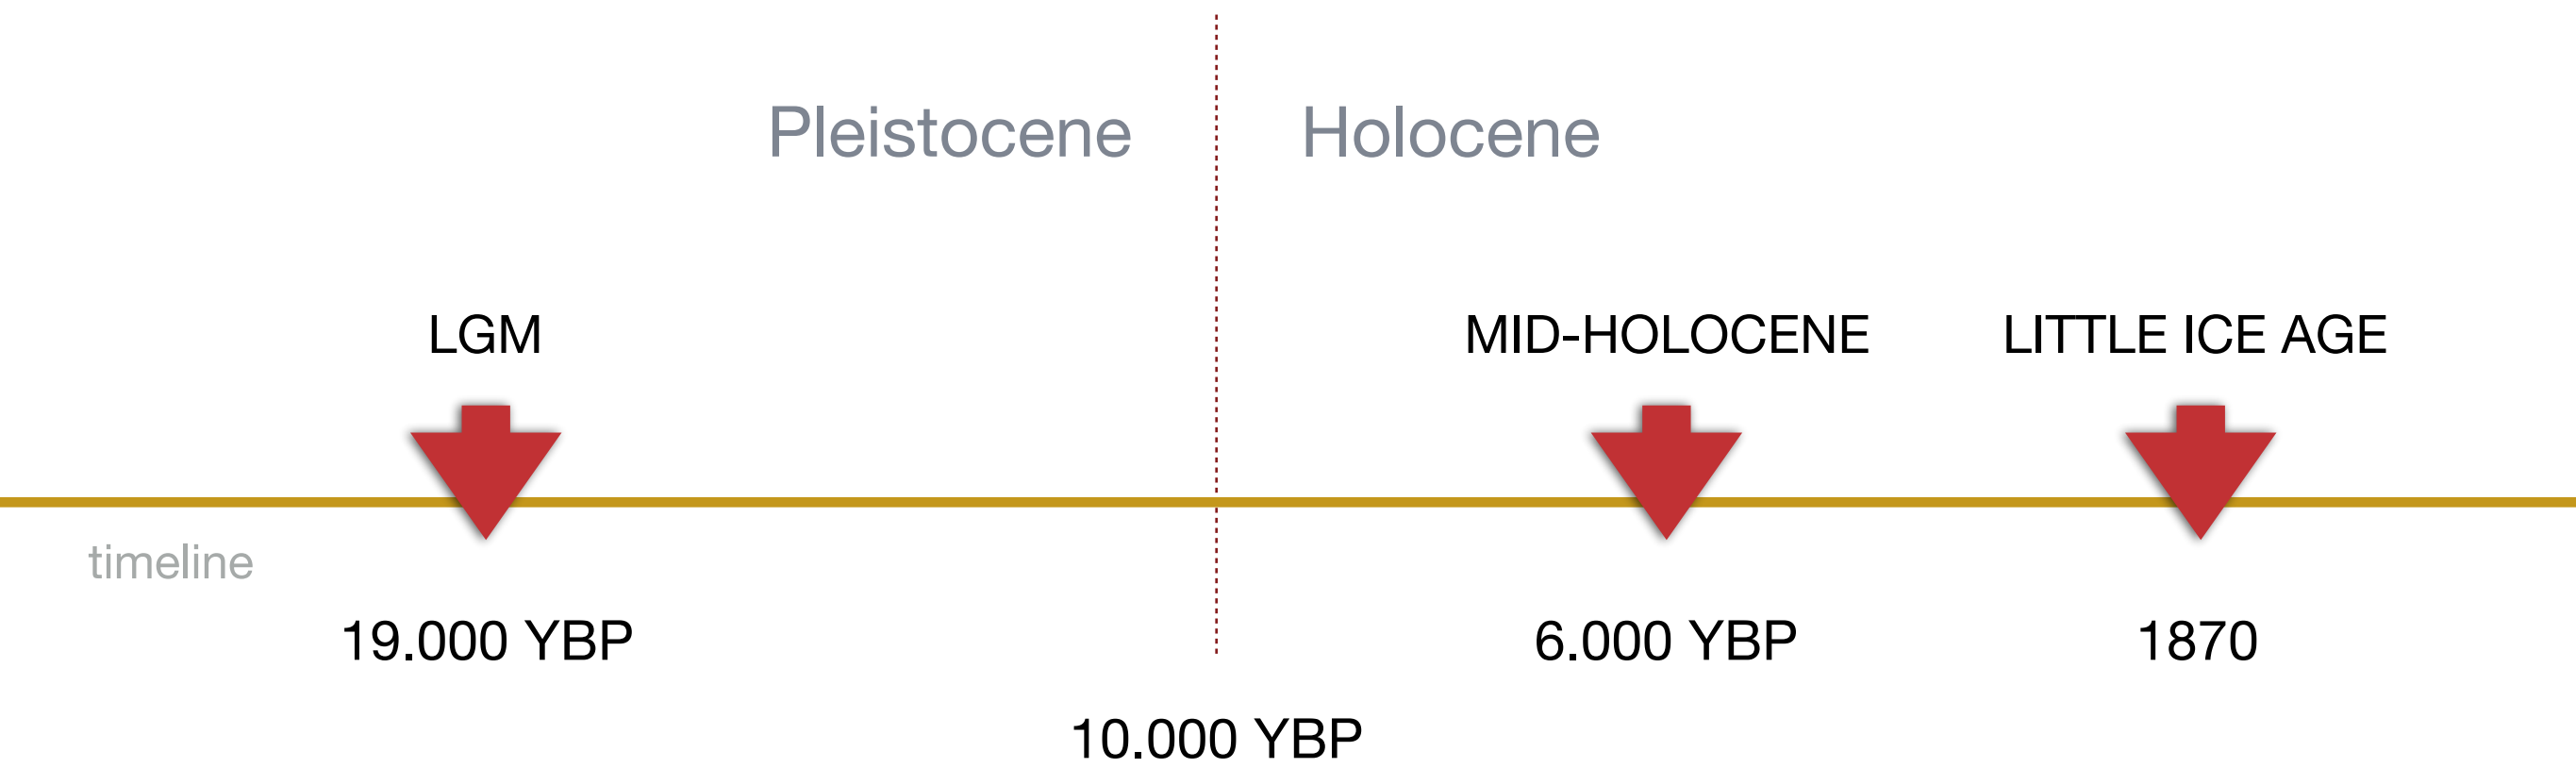 Pleistocene
Holocene
LGM
MID-HOLOCENE
LITTLE ICE AGE
timeline
19.000 YBP
6.000 YBP
1870
10.000 YBP